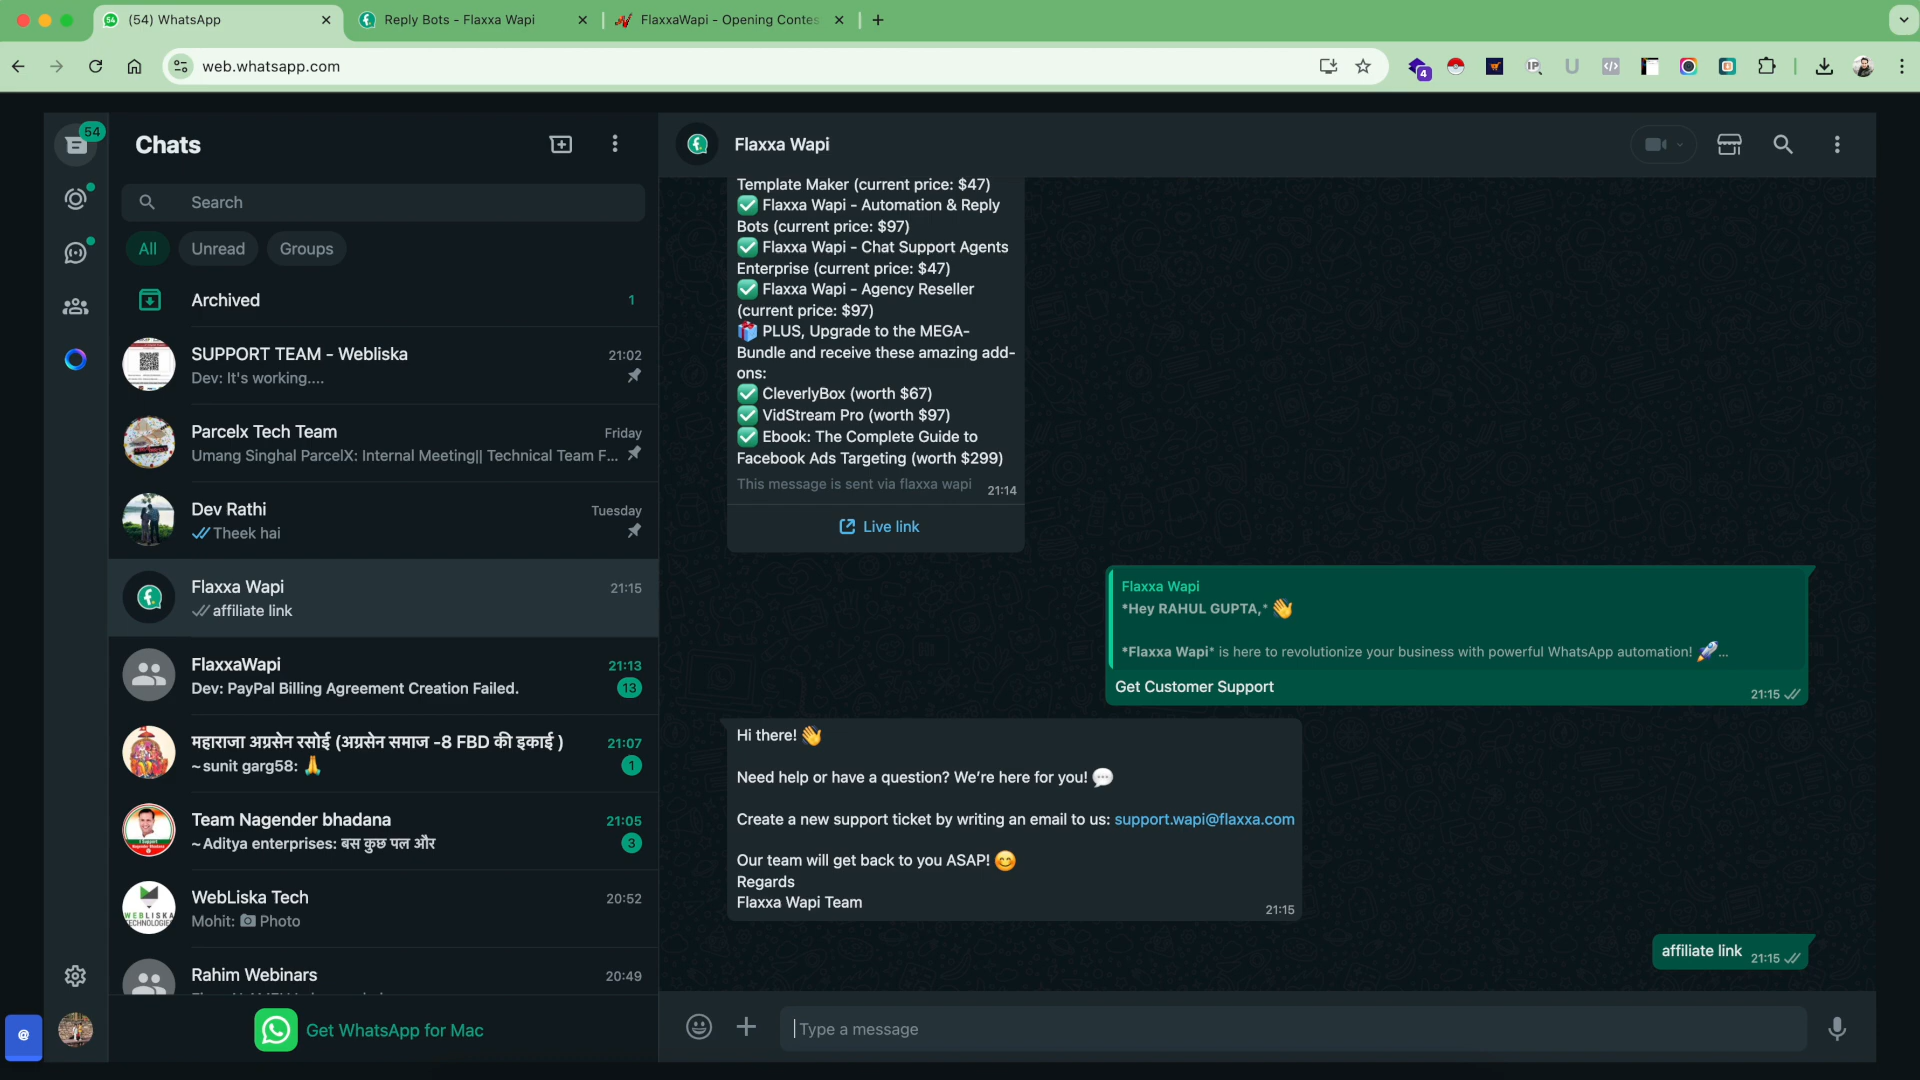 (54) WhatsApp
Reply Bots - Flaxxa Wapi
FlaxxaWapi - Opening Contes
web.whatsapp.com
4
54
Chats
Search
All
Unread
Groups
Archived
1
SUPPORT TEAM - Webliska
21:02
Dev: It's working....
Parcelx Tech Team
Friday
Umang Singhal ParcelX: Internal Meeting|| Technical Team F...
Dev Rathi
Tuesday
Theek hai
Flaxxa Wapi
21:15
affiliate link
FlaxxaWapi
21:13
Dev: PayPal Billing Agreement Creation Failed.
13
महाराजा अग्रसेन रसोई (अग्रसेन समाज -8 FBD की इकाई )
21:07
~sunit garg58: 🙏
1
Team Nagender bhadana
21:05
~Aditya enterprises: बस कुछ पल और
3
WebLiska Tech
20:52
Mohit: 📷 Photo
Rahim Webinars
20:49
Get WhatsApp for Mac
@
Flaxxa Wapi
Template Maker (current price: $47)
✅ Flaxxa Wapi - Automation & Reply
Bots (current price: $97)
✅ Flaxxa Wapi - Chat Support Agents
Enterprise (current price: $47)
✅ Flaxxa Wapi - Agency Reseller
(current price: $97)
🎁 PLUS, Upgrade to the MEGA-
Bundle and receive these amazing add-
ons:
✅ CleverlyBox (worth $67)
✅ VidStream Pro (worth $97)
✅ Ebook: The Complete Guide to
Facebook Ads Targeting (worth $299)
This message is sent via flaxxa wapi
21:14
Live link
Flaxxa Wapi
*Hey RAHUL GUPTA,* 👋
*Flaxxa Wapi* is here to revolutionize your business with powerful WhatsApp automation! 🚀...
Get Customer Support
21:15
Hi there! 👋
Need help or have a question? We're here for you! 💬
Create a new support ticket by writing an email to us: support.wapi@flaxxa.com
Our team will get back to you ASAP! 😊
Regards
Flaxxa Wapi Team
21:15
affiliate link
21:15
Type a message